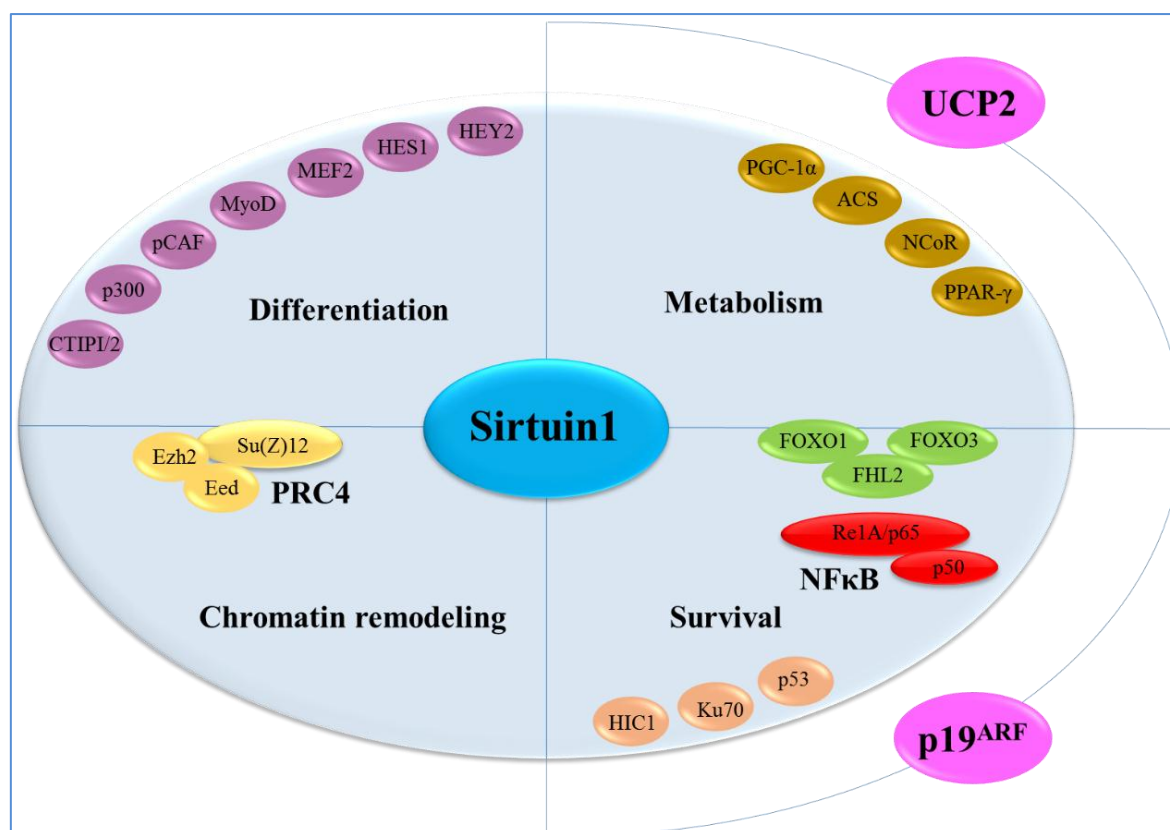 UCP2
HEY2
HES1
MEF2
MyoD
pCAF
p300
CTIPI/2
Differentiation
PGC-1α
ACS
NCoR
PPAR-γ
Metabolism
Sirtuin1
Ezh2
Su(Z)12
Eed
PRC4
Chromatin remodeling
FOXO1
FOXO3
FHL2
Re1A/p65
p50
NFκB
Survival
p53
Ku70
HIC1
p19ARF